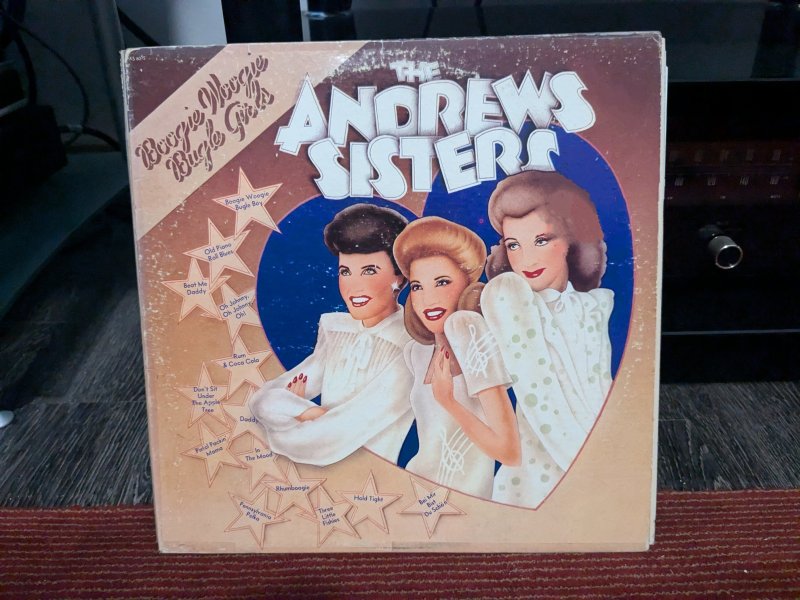 Boogie Woogie
Bugle Girls
THE
ANDREWS
SISTERS
Boogie Woogie
Bugle Boy
Old Piano
Roll Blues
Beat Me
Daddy
Oh Johnny,
Oh Johnny,
Oh!
Rum
& Coca Cola
Don't Sit
Under
The Apple
Tree
Daddy
Pistol Packin'
Mama
In
The Mood
Rhumboogie
Pennsylvania
Polka
Three
Little
Fishies
Hold Tight
Bei Mir
Bist
Du Schön